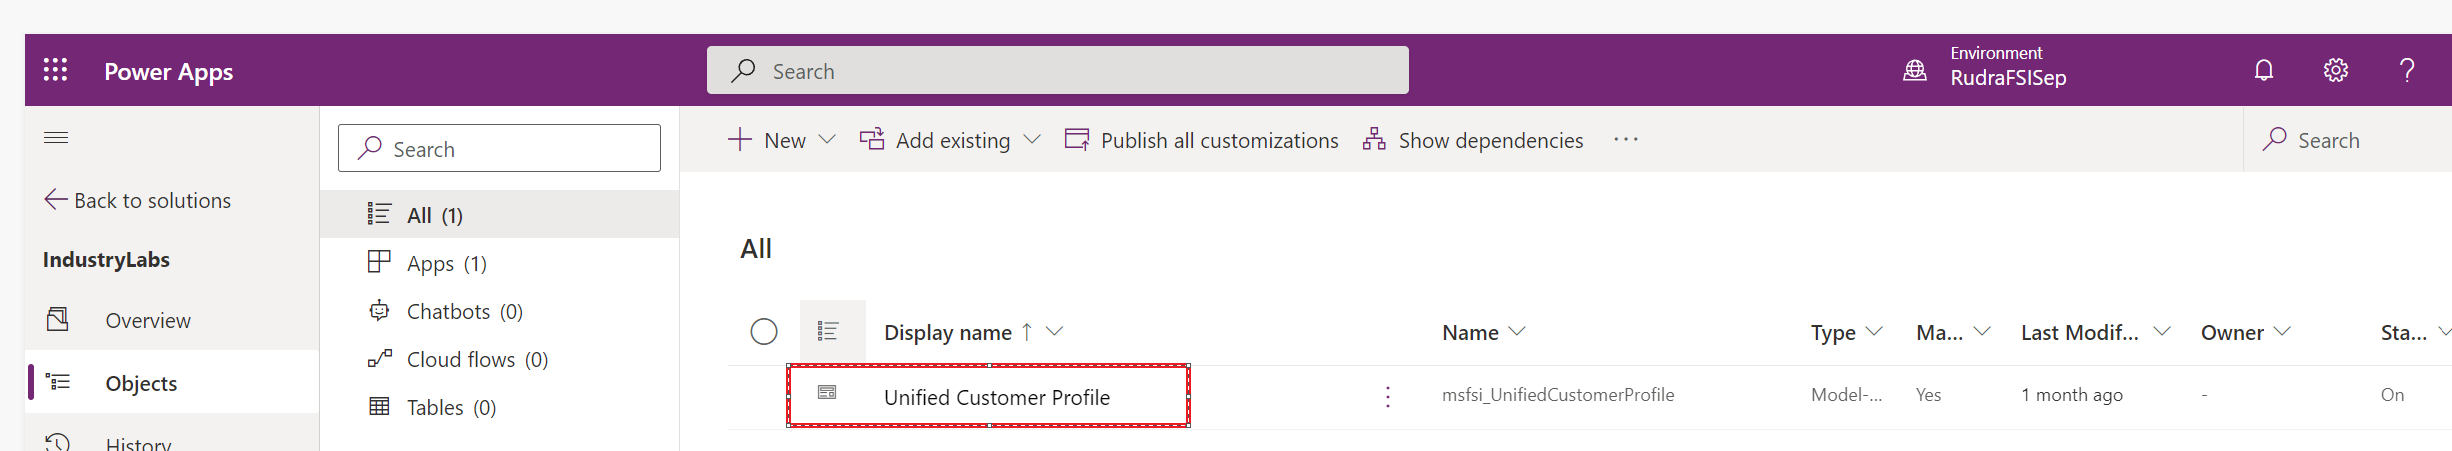 Power Apps
Search
Environment
RudraFSISep
?
Back to solutions
IndustryLabs
Overview
Objects
History
Search
All (1)
Apps (1)
Chatbots (0)
Cloud flows (0)
Tables (0)
New
Add existing
Publish all customizations
Show dependencies
...
Search
All
Display name ↑
Name
Type
Ma...
Last Modif...
Owner
Sta...
Unified Customer Profile
msfsi_UnifiedCustomerProfile
Model-...
Yes
1 month ago
-
On